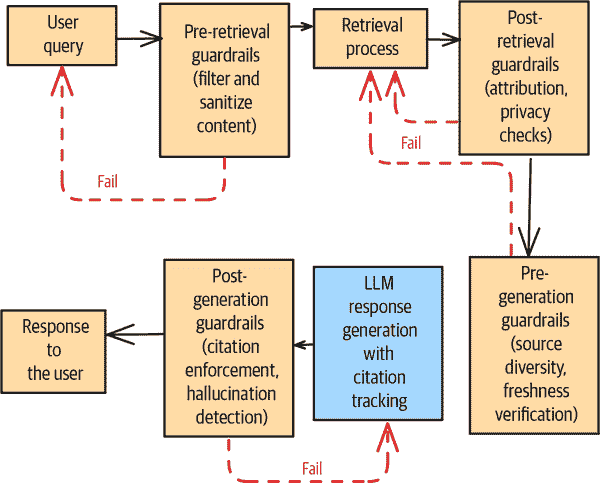 User
query
Pre-retrieval
guardrails
(filter and
sanitize
content)
Retrieval
process
Post-
retrieval
guardrails
(attribution,
privacy
checks)
Fail
Fail
Pre-
generation
guardrails
(source
diversity,
freshness
verification)
LLM
response
generation
with
citation
tracking
Post-
generation
guardrails
(citation
enforcement,
hallucination
detection)
Response
to
the user
Fail